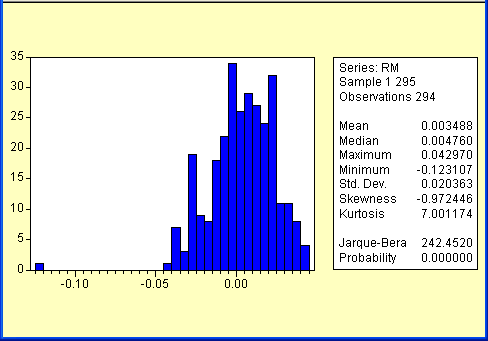 35
30
25
20
15
10
5
0
-0.10 -0.05 0.00
Series: RM
Sample 1 295
Observations 294
Mean 0.003488
Median 0.004760
Maximum 0.042970
Minimum -0.123107
Std. Dev. 0.020363
Skewness -0.972446
Kurtosis 7.001174
Jarque-Bera 242.4520
Probability 0.000000